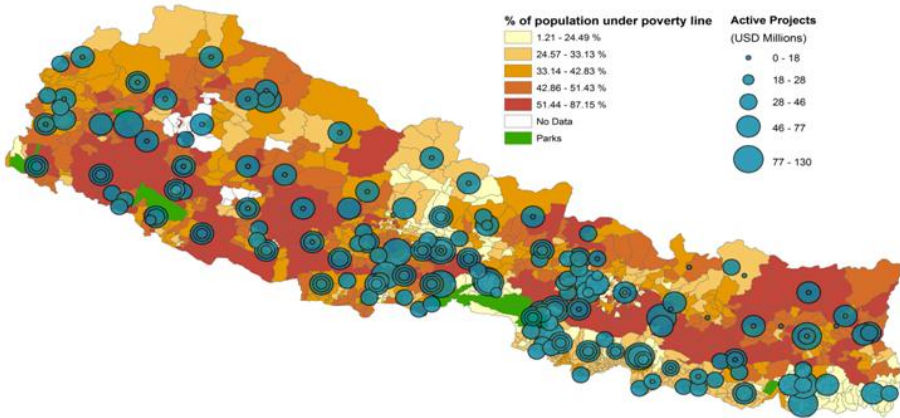 % of population under poverty line
1.21 - 24.49 %
24.57 - 33.13 %
33.14 - 42.83 %
42.86 - 51.43 %
51.44 - 87.15 %
No Data
Parks
Active Projects
(USD Millions)
0 - 18
18 - 28
28 - 46
46 - 77
77 - 130